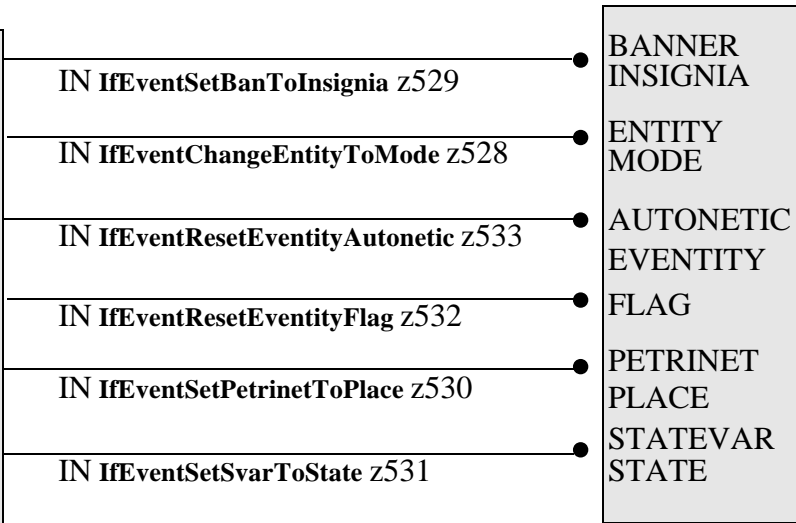 BANNER
INSIGNIA
IN IfEventSetBanToInsignia z529
ENTITY
MODE
IN IfEventChangeEntityToMode z528
AUTONETIC
EVENTITY
IN IfEventResetEventityAutonetic z533
FLAG
IN IfEventResetEventityFlag z532
PETRINET
PLACE
IN IfEventSetPetrinetToPlace z530
STATEVAR
STATE
IN IfEventSetSvarToState z531